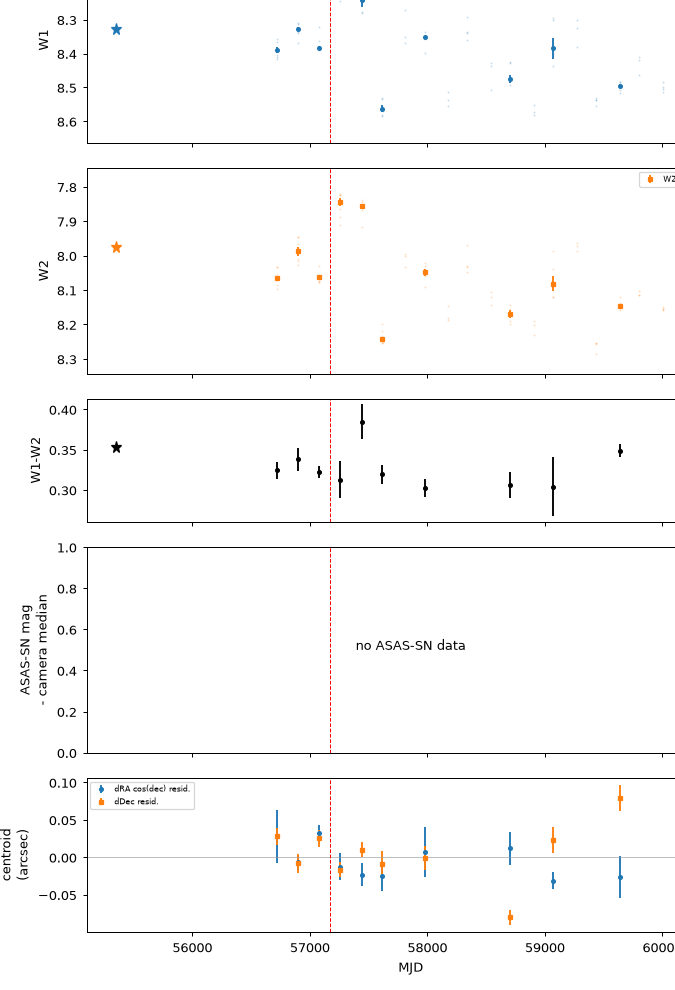 8.3
8.4
8.5
8.6
W1
7.8
7.9
8.0
8.1
8.2
8.3
W2
W2
0.40
0.35
0.30
W1-W2
1.0
0.8
0.6
0.4
0.2
0.0
ASAS-SN mag
- camera median
no ASAS-SN data
0.10
0.05
0.00
−0.05
centroid
(arcsec)
dRA cos(dec) resid.
dDec resid.
56000
57000
58000
59000
6000
MJD